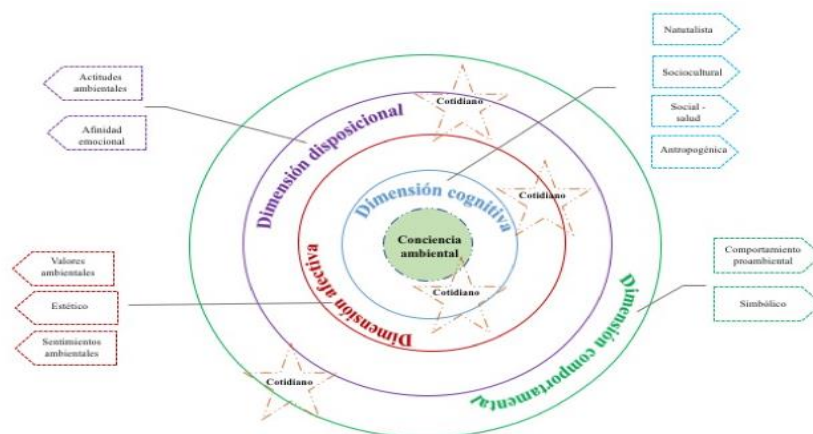 Actitudes
ambientales
Afinidad
emocional
Valores
ambientales
Estético
Sentimientos
ambientales
Dimensión disposicional
Cotidiano
Dimensión afectiva
Dimensión cognitiva
Cotidiano
Conciencia
ambiental
Cotidiano
Cotidiano
Dimensión comportamental
Natutalista
Sociocultural
Social -
salud
Antropogénica
Comportamiento
proambiental
Simbólico